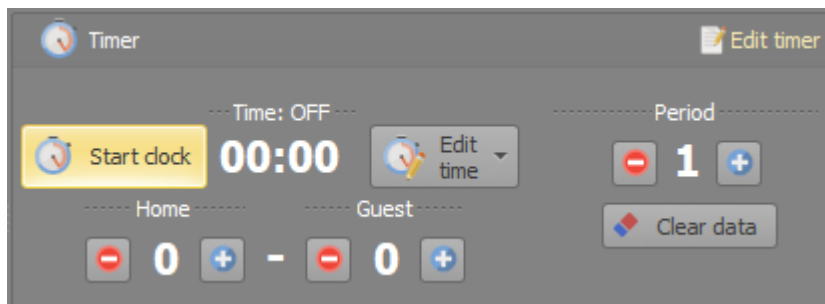 Timer
Edit timer
Time: OFF
Period
Start clock
00:00
Edit
time
1
Home
Guest
Clear data
0 - 0